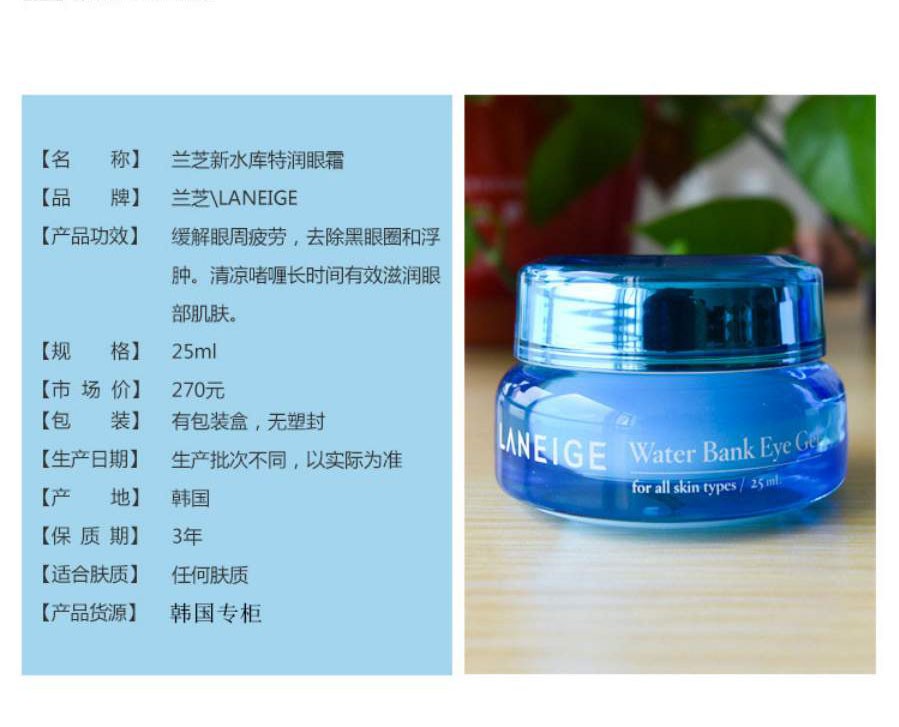 【名 称】 兰芝新水库特润眼霜
【品 牌】 兰芝\LANEIGE
【产品功效】 缓解眼周疲劳，去除黑眼圈和浮
肿。清凉啫喱长时间有效滋润眼
部肌肤。
【规 格】 25ml
【市 场 价】 270元
【包 装】 有包装盒，无塑封
【生产日期】 生产批次不同，以实际为准
【产 地】 韩国
【保 质 期】 3年
【适合肤质】 任何肤质
【产品货源】 韩国专柜
LANEIGE
Water Bank Eye Gel
for all skin types / 25 ml.